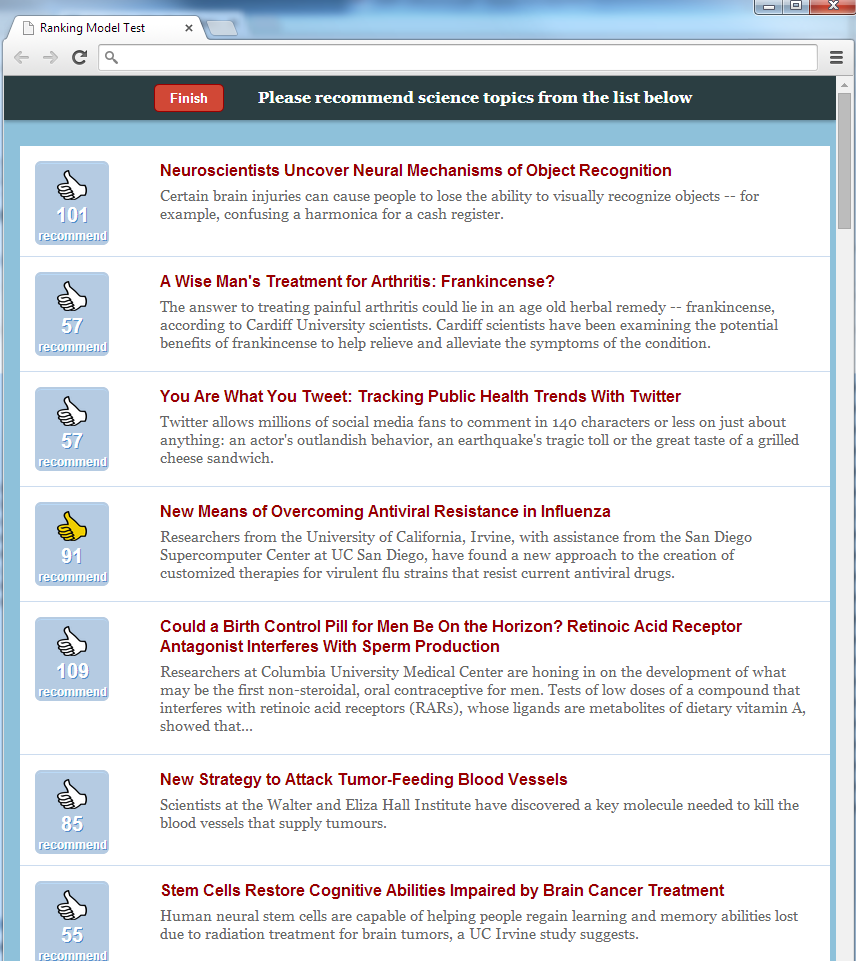 Ranking Model Test
Finish
Please recommend science topics from the list below
101
recommend
Neuroscientists Uncover Neural Mechanisms of Object Recognition
Certain brain injuries can cause people to lose the ability to visually recognize objects -- for
example, confusing a harmonica for a cash register.
57
recommend
A Wise Man's Treatment for Arthritis: Frankincense?
The answer to treating painful arthritis could lie in an age old herbal remedy -- frankincense,
according to Cardiff University scientists. Cardiff scientists have been examining the potential
benefits of frankincense to help relieve and alleviate the symptoms of the condition.
57
recommend
You Are What You Tweet: Tracking Public Health Trends With Twitter
Twitter allows millions of social media fans to comment in 140 characters or less on just about
anything: an actor's outlandish behavior, an earthquake's tragic toll or the great taste of a grilled
cheese sandwich.
91
recommend
New Means of Overcoming Antiviral Resistance in Influenza
Researchers from the University of California, Irvine, with assistance from the San Diego
Supercomputer Center at UC San Diego, have found a new approach to the creation of
customized therapies for virulent flu strains that resist current antiviral drugs.
109
recommend
Could a Birth Control Pill for Men Be On the Horizon? Retinoic Acid Receptor
Antagonist Interferes With Sperm Production
Researchers at Columbia University Medical Center are honing in on the development of what
may be the first non-steroidal, oral contraceptive for men. Tests of low doses of a compound that
interferes with retinoic acid receptors (RARs), whose ligands are metabolites of dietary vitamin A,
showed that...
85
recommend
New Strategy to Attack Tumor-Feeding Blood Vessels
Scientists at the Walter and Eliza Hall Institute have discovered a key molecule needed to kill the
blood vessels that supply tumours.
55
recommend
Stem Cells Restore Cognitive Abilities Impaired by Brain Cancer Treatment
Human neural stem cells are capable of helping people regain learning and memory abilities lost
due to radiation treatment for brain tumors, a UC Irvine study suggests.